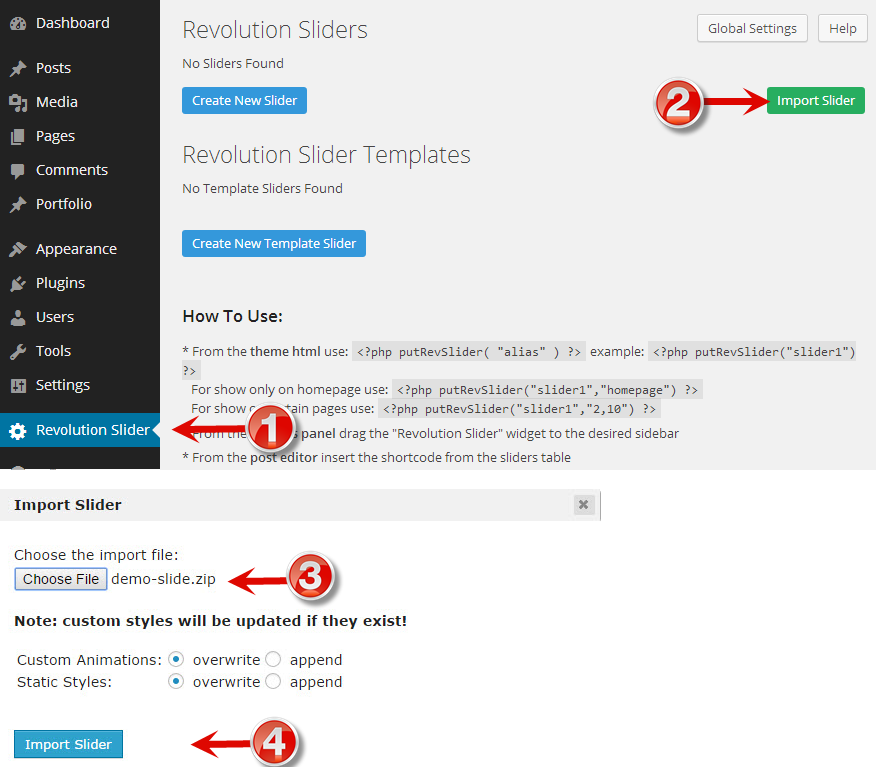 Dashboard
Posts
Media
Pages
Comments
Portfolio
Appearance
Plugins
Users
Tools
Settings
Revolution Slider
Revolution Sliders
Global Settings
Help
No Sliders Found
Create New Slider
2
Import Slider
Revolution Slider Templates
No Template Sliders Found
Create New Template Slider
How To Use:
* From the theme html use: <?php putRevSlider( "alias" ) ?> example: <?php putRevSlider("slider1")
?>
For show only on homepage use: <?php putRevSlider("slider1","homepage") ?>
For show on pages use: <?php putRevSlider("slider1","2,10") ?>
1
the panel drag the "Revolution Slider" widget to the desired sidebar
* From the post editor insert the shortcode from the sliders table
Import Slider
Choose the import file:
Choose File demo-slide.zip
3
Note: custom styles will be updated if they exist!
Custom Animations: overwrite append
Static Styles: overwrite append
Import Slider
4